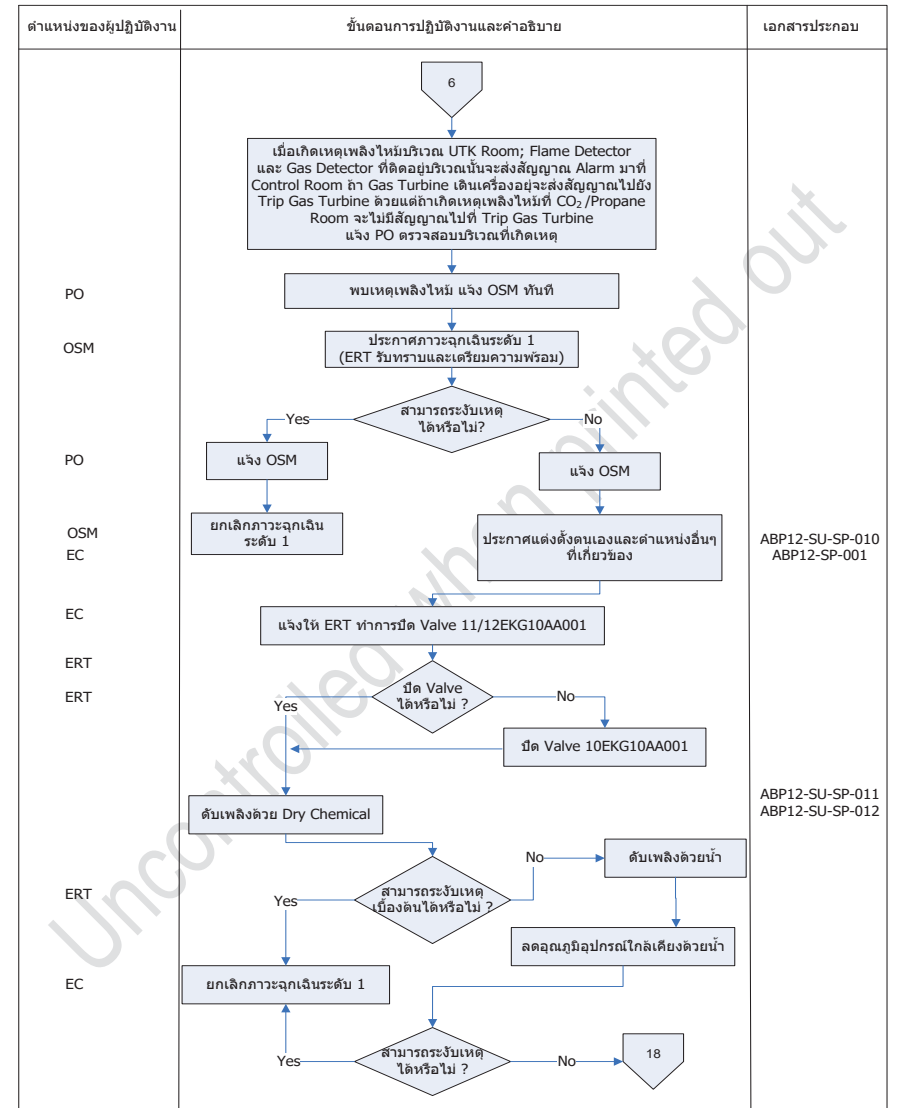 ตำแหน่งของผู้ปฏิบัติงาน
ขั้นตอนการปฏิบัติงานและคำอธิบาย
เอกสารประกอบ
6
เมื่อเกิดเหตุเพลิงไหม้บริเวณ UTK Room; Flame Detector
และ Gas Detector ที่ติดอยู่บริเวณนั้นจะส่งสัญญาณ Alarm มาที่
Control Room ถ้า Gas Turbine เดินเครื่องอยู่จะส่งสัญญาณไปยัง
Trip Gas Turbine ด้วยแต่ถ้าเกิดเหตุเพลิงไหม้ที่ CO2 /Propane
Room จะไม่มีสัญญาณไปที่ Trip Gas Turbine
แจ้ง PO ตรวจสอบบริเวณที่เกิดเหตุ
PO
พบเหตุเพลิงไหม้ แจ้ง OSM ทันที
OSM
ประกาศภาวะฉุกเฉินระดับ 1
(ERT รับทราบและเตรียมความพร้อม)
สามารถระงับเหตุ
ได้หรือไม่?
Yes
No
PO
แจ้ง OSM
แจ้ง OSM
OSM
EC
ยกเลิกภาวะฉุกเฉิน
ระดับ 1
ประกาศแต่งตั้งตนเองและตำแหน่งอื่นๆ
ที่เกี่ยวข้อง
ABP12-SU-SP-010
ABP12-SP-001
EC
แจ้งให้ ERT ทำการปิด Valve 11/12EKG10AA001
ERT
ERT
ปิด Valve
ได้หรือไม่ ?
Yes
No
ปิด Valve 10EKG10AA001
ดับเพลิงด้วย Dry Chemical
ABP12-SU-SP-011
ABP12-SU-SP-012
ERT
สามารถระงับเหตุ
เบื้องต้นได้หรือไม่ ?
Yes
No
ดับเพลิงด้วยน้ำ
ลดอุณภูมิอุปกรณ์ใกล้เคียงด้วยน้ำ
EC
ยกเลิกภาวะฉุกเฉินระดับ 1
สามารถระงับเหตุ
ได้หรือไม่ ?
Yes
No
18
Uncontrolled when printed out